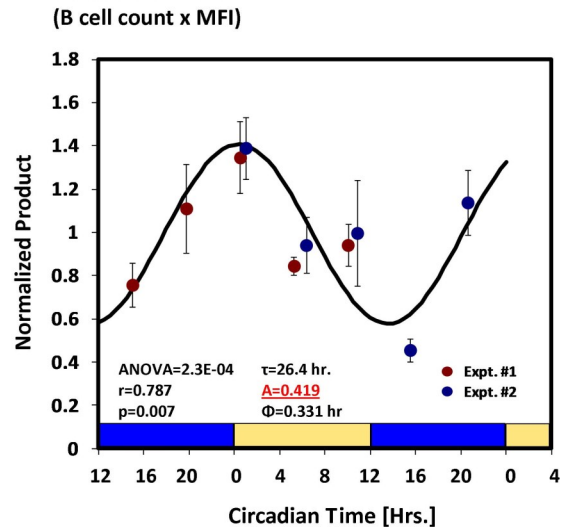 (B cell count x MFI)
Normalized Product
1.8
1.6
1.4
1.2
1
0.8
0.6
0.4
0.2
0
ANOVA=2.3E-04 τ=26.4 hr.
r=0.787 A=0.419
p=0.007 Φ=0.331 hr
Expt. #1
Expt. #2
12 16 20 0 4 8 12 16 20 0 4
Circadian Time [Hrs.]